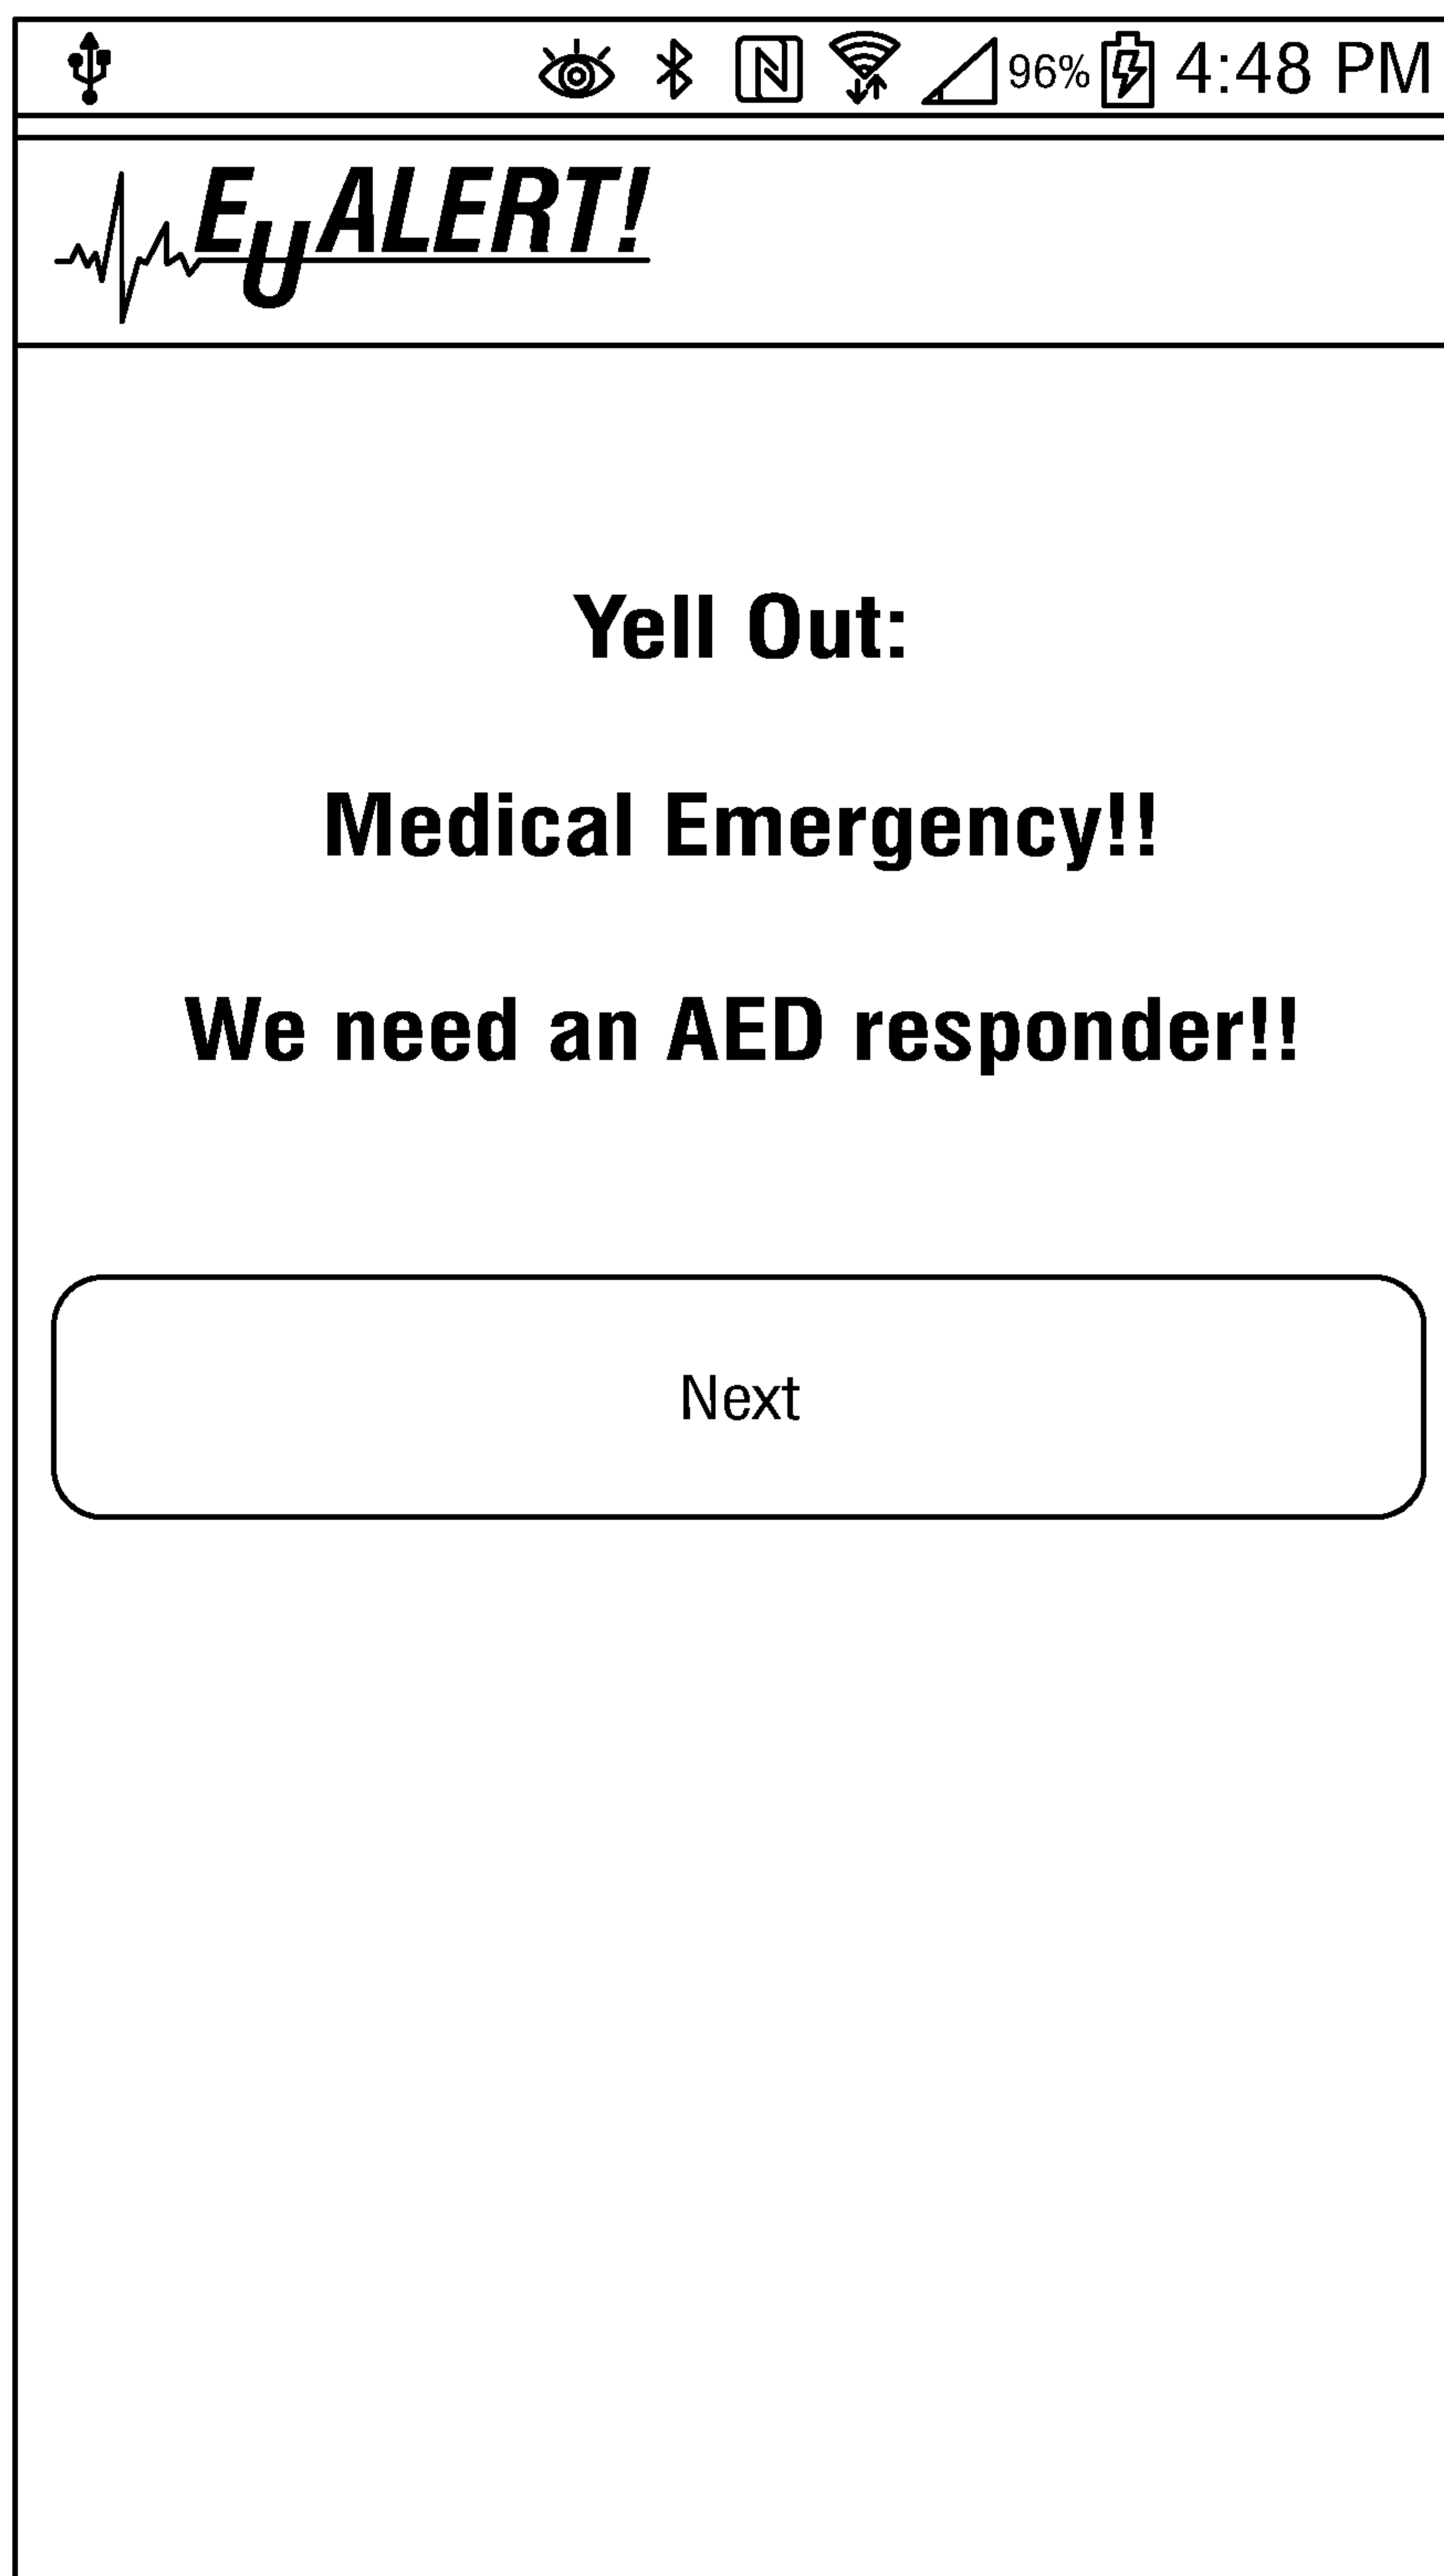 96% 4:48 PM
EUALERT!
Yell Out:
Medical Emergency!!
We need an AED responder!!
Next